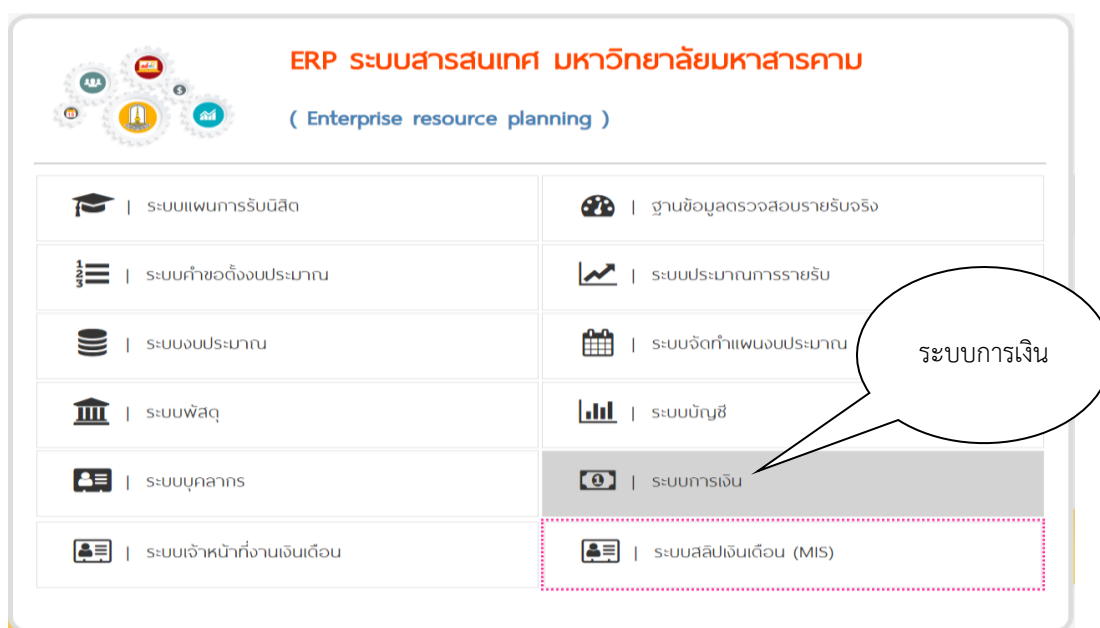 ERP ระบบสารสนเทศ มหาวิทยาลัยมหาสารคาม
( Enterprise resource planning )
| ระบบแผนการรับนิสิต
| ฐานข้อมูลตรวจสอบรายรับจริง
| ระบบคำขอตั้งงบประมาณ
| ระบบประมาณการรายรับ
| ระบบงบประมาณ
| ระบบจัดทำแผนงบประมาณ
ระบบการเงิน
| ระบบพัสดุ
| ระบบบัญชี
| ระบบบุคลากร
| ระบบการเงิน
| ระบบเจ้าหน้าที่งานเงินเดือน
| ระบบสลิปเงินเดือน (MIS)